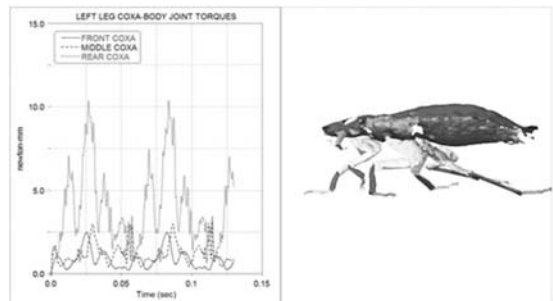 LEFT LEG COXA-BODY JOINT TORQUES
15.0
FRONT COXA
MIDDLE COXA
REAR COXA
10.0
newton-mm
5.0
0.0
0.0 0.05 0.10 0.15
Time (sec)